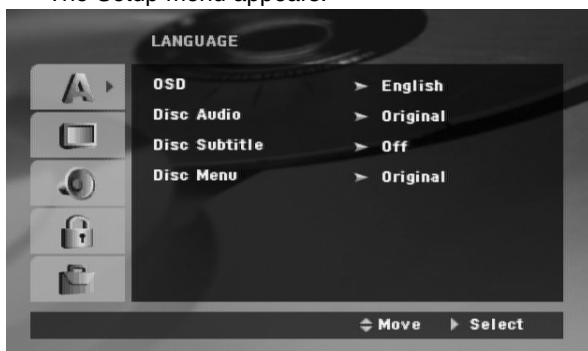 The Setup menu appears.
LANGUAGE
OSD ➢ English
Disc Audio ➢ Original
Disc Subtitle ➢ Off
Disc Menu ➢ Original
Move Select